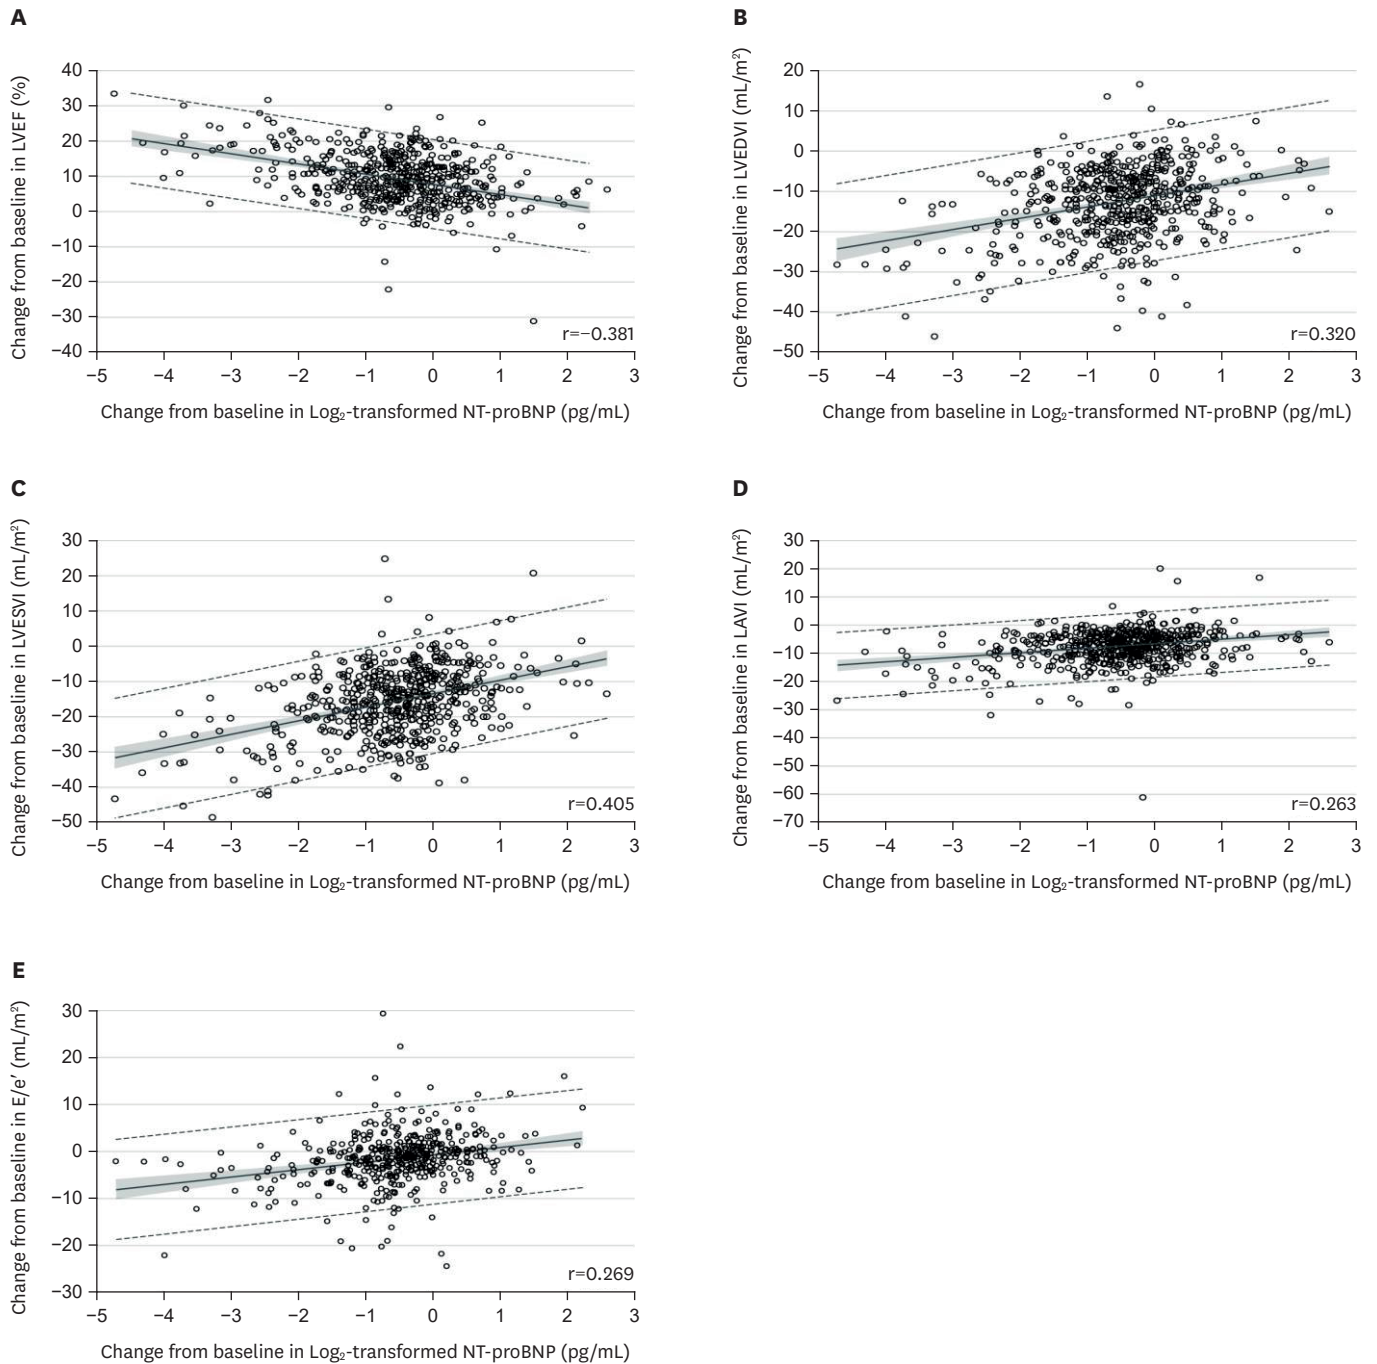 A
Change from baseline in LVEF (%)
40
30
20
10
0
−10
−20
−30
−40
r=−0.381
−5 −4 −3 −2 −1 0 1 2 3
Change from baseline in Log₂-transformed NT-proBNP (pg/mL)
B
Change from baseline in LVEDVI (mL/m²)
20
10
0
−10
−20
−30
−40
−50
r=0.320
−5 −4 −3 −2 −1 0 1 2 3
Change from baseline in Log₂-transformed NT-proBNP (pg/mL)
C
Change from baseline in LVESVI (mL/m²)
30
20
10
0
−10
−20
−30
−40
−50
r=0.405
−5 −4 −3 −2 −1 0 1 2 3
Change from baseline in Log₂-transformed NT-proBNP (pg/mL)
D
Change from baseline in LAVI (mL/m²)
30
20
10
0
−10
−20
−30
−40
−50
−60
−70
r=0.263
−5 −4 −3 −2 −1 0 1 2 3
Change from baseline in Log₂-transformed NT-proBNP (pg/mL)
E
Change from baseline in E/e′ (mL/m²)
30
20
10
0
−10
−20
−30
r=0.269
−5 −4 −3 −2 −1 0 1 2 3
Change from baseline in Log₂-transformed NT-proBNP (pg/mL)